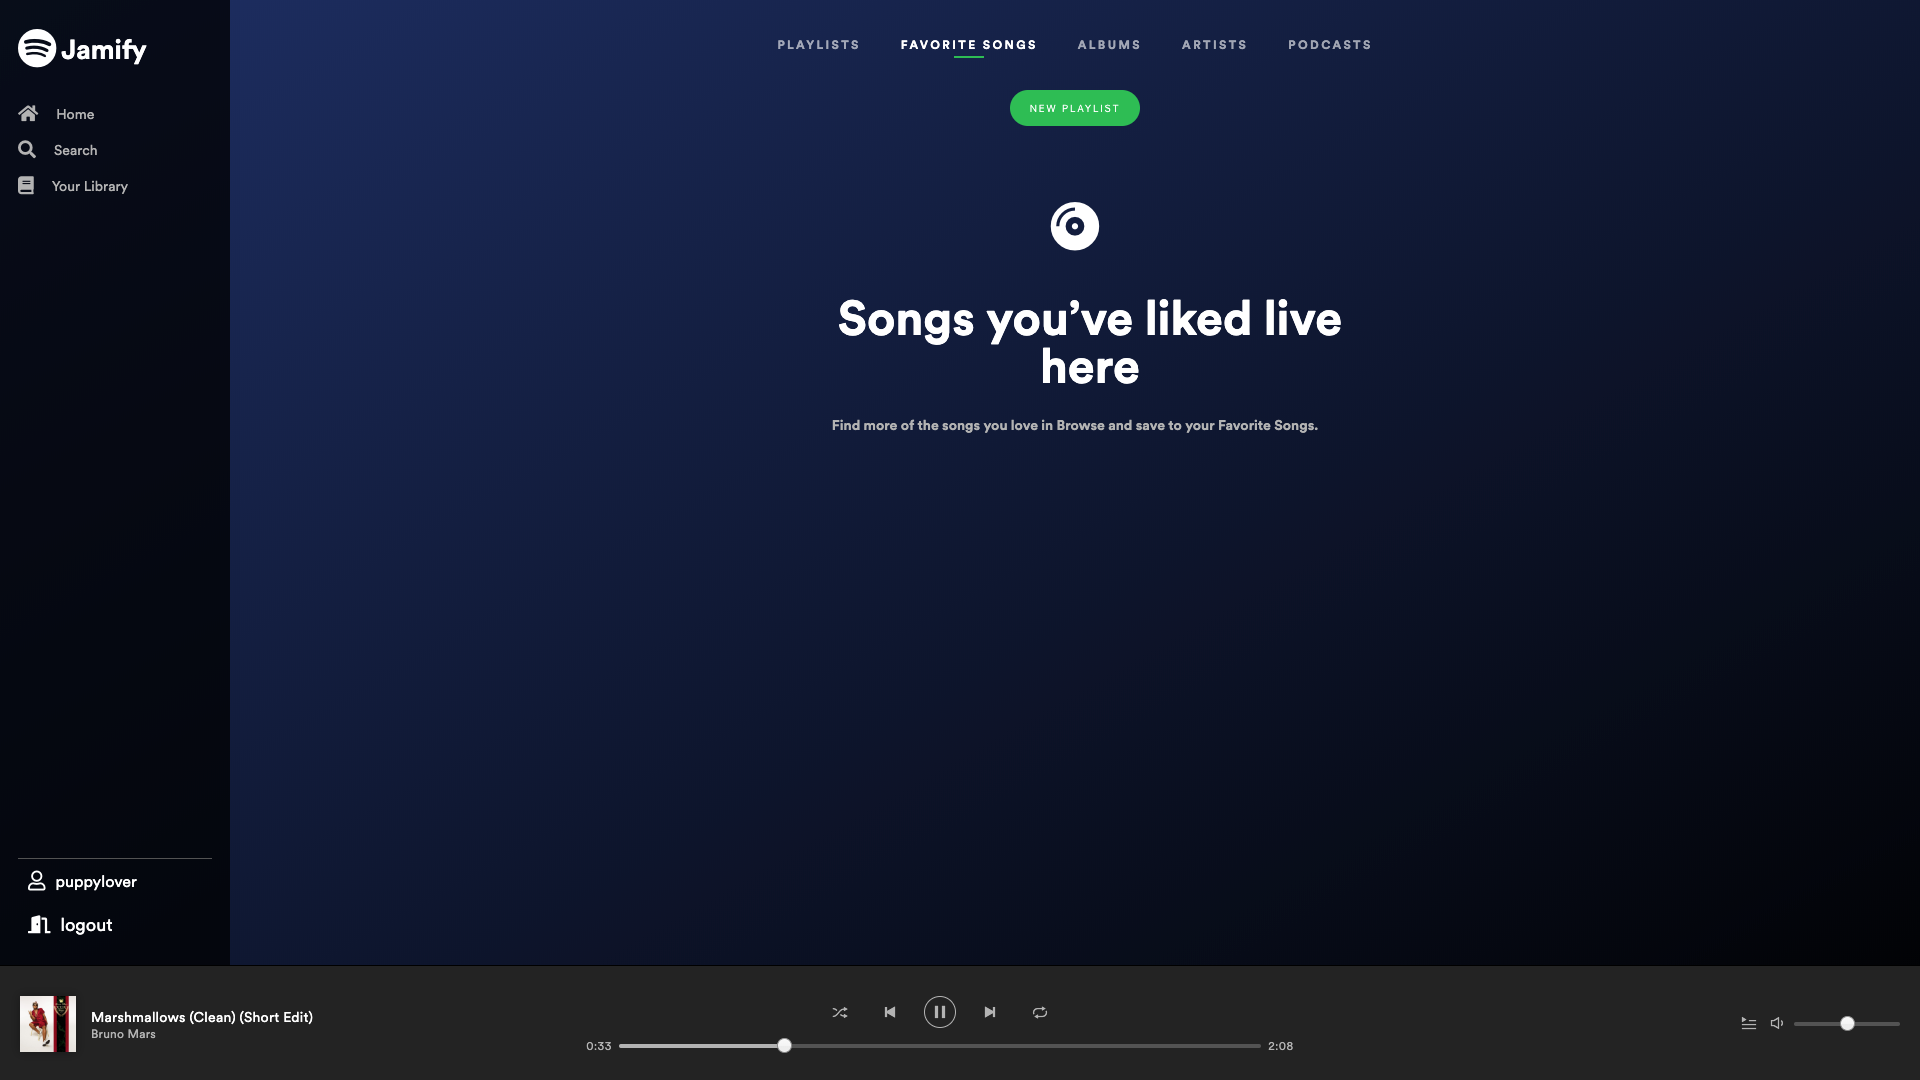 Jamify
Home
Search
Your Library
PLAYLISTS
FAVORITE SONGS
ALBUMS
ARTISTS
PODCASTS
NEW PLAYLIST
Songs you’ve liked live
here
Find more of the songs you love in Browse and save to your Favorite Songs.
puppylover
logout
Marshmallows (Clean) (Short Edit)
Bruno Mars
0:33
2:08